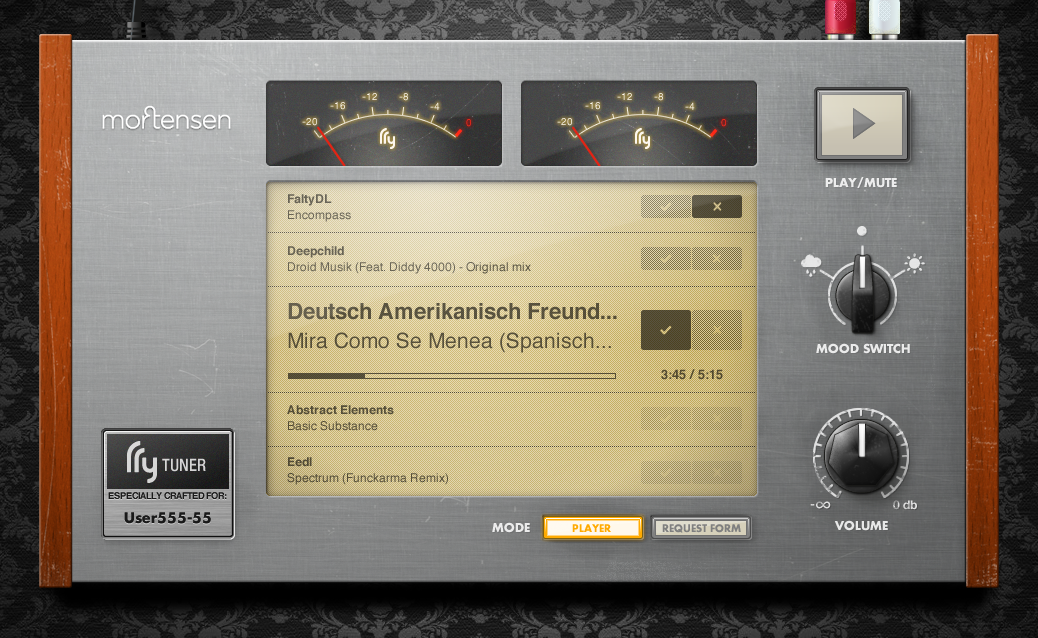 mortensen
-20 -16 -12 -8 -4 0
-20 -16 -12 -8 -4 0
PLAY/MUTE
FaltyDL
Encompass
Deepchild
Droid Musik (Feat. Diddy 4000) - Original mix
Deutsch Amerikanisch Freund...
Mira Como Se Menea (Spanisch...
3:45 / 5:15
MOOD SWITCH
Abstract Elements
Basic Substance
Eedl
Spectrum (Funckarma Remix)
rry TUNER
ESPECIALLY CRAFTED FOR:
User555-55
-∞ 0 db
VOLUME
MODE PLAYER REQUEST FORM